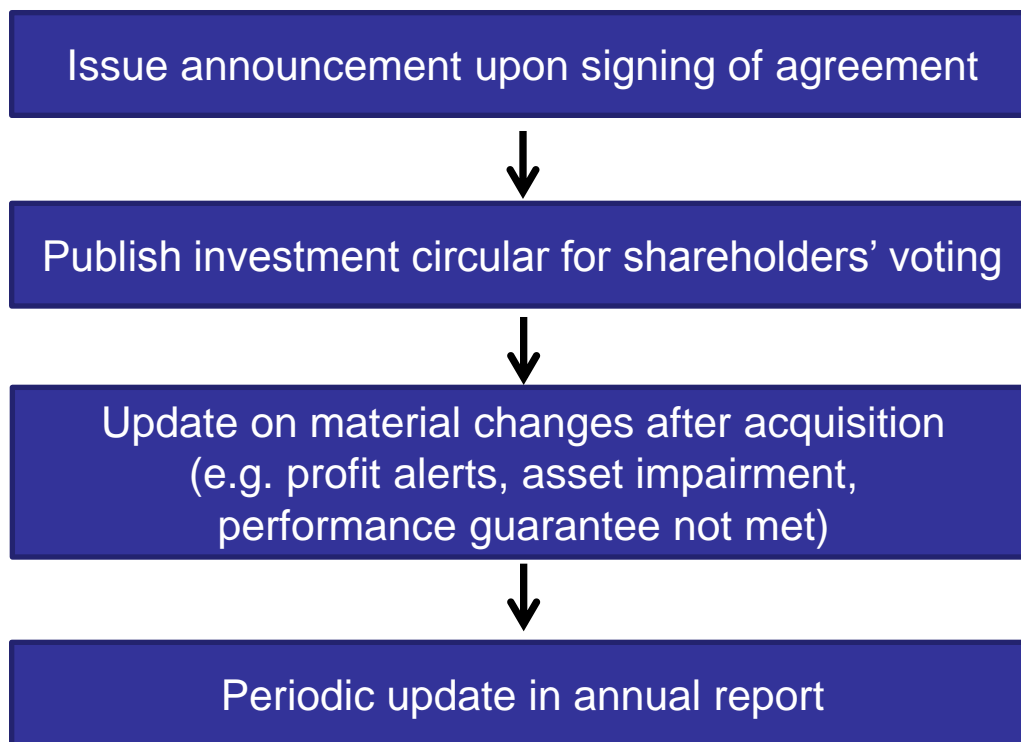 Issue announcement upon signing of agreement
Publish investment circular for shareholders’ voting
Update on material changes after acquisition
(e.g. profit alerts, asset impairment,
performance guarantee not met)
Periodic update in annual report